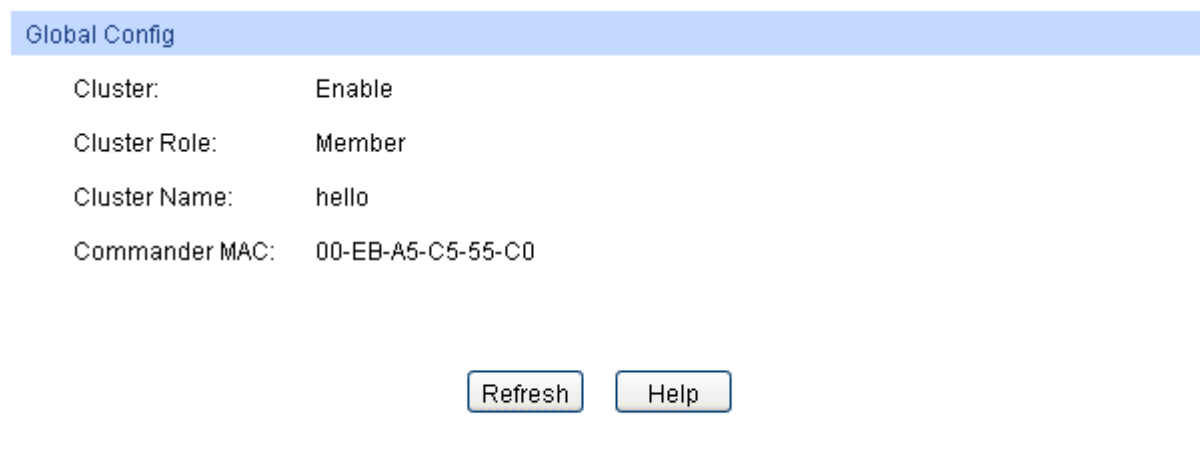 Global Config
Cluster: Enable
Cluster Role: Member
Cluster Name: hello
Commander MAC: 00-EB-A5-C5-55-C0
Refresh Help